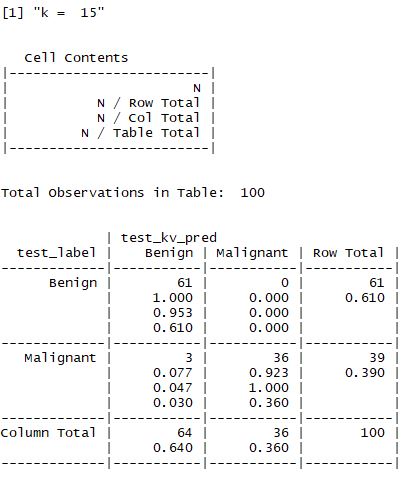 [1] "k =  15"
   Cell Contents
|-------------------------|
|                       N |
|           N / Row Total |
|           N / Col Total |
|         N / Table Total |
|-------------------------|
Total Observations in Table:  100
             | test_kv_pred
  test_label |    Benign | Malignant | Row Total |
-------------|-----------|-----------|-----------|
      Benign |        61 |         0 |        61 |
             |     1.000 |     0.000 |     0.610 |
             |     0.953 |     0.000 |           |
             |     0.610 |     0.000 |           |
-------------|-----------|-----------|-----------|
   Malignant |         3 |        36 |        39 |
             |     0.077 |     0.923 |     0.390 |
             |     0.047 |     1.000 |           |
             |     0.030 |     0.360 |           |
-------------|-----------|-----------|-----------|
Column Total |        64 |        36 |       100 |
             |     0.640 |     0.360 |           |
-------------|-----------|-----------|-----------|